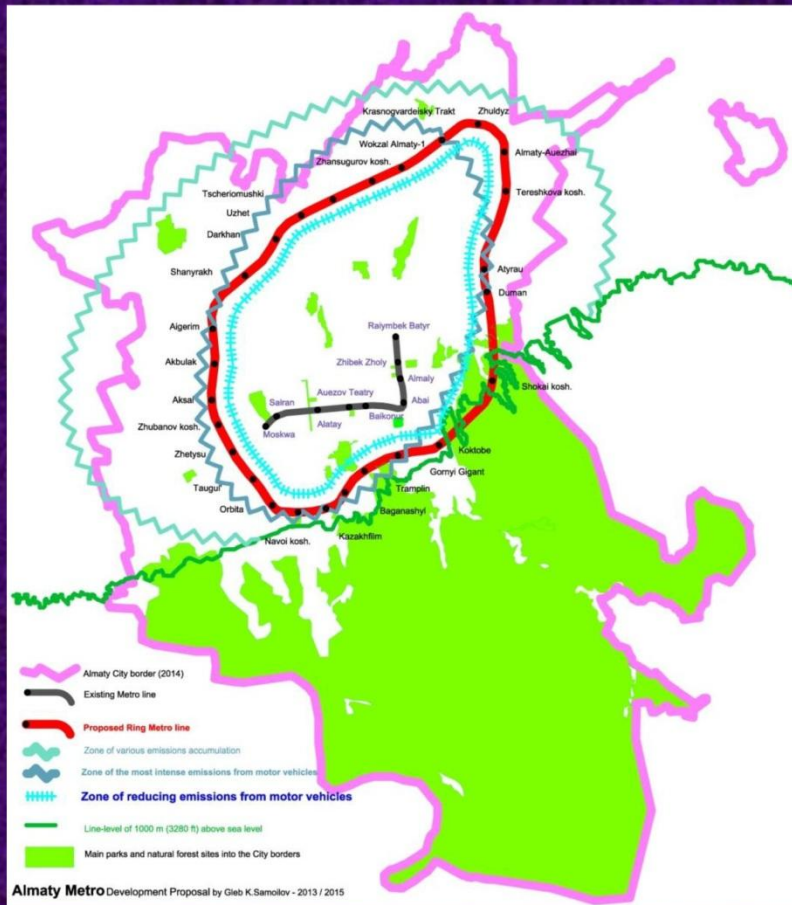 Krasnogvardeisky Trakt
Zhuldyz
Wokzal Almaty-1
Almaty-Auezhai
Zhansugurov kosh.
Tscheriomushki
Tereshkova kosh.
Uzhet
Darkhan
Shanyrakh
Atyrau
Duman
Aigerim
Raiymbek Batyr
Akbulak
Zhibek Zholy
Almaly
Shokai kosh.
Aksai
Auezov Teatry
Sairan
Abai
Baikonur
Alatay
Zhubanov kosh.
Moskwa
Koktobe
Zhetysu
Gornyi Gigant
Taugul
Tramplin
Orbita
Baganashyl
Kazakhfilm
Navoi kosh.
Almaty City border (2014)
Existing Metro line
Proposed Ring Metro line
Zone of various emissions accumulation
Zone of the most intense emissions from motor vehicles
Zone of reducing emissions from motor vehicles
Line-level of 1000 m (3280 ft) above sea level
Main parks and natural forest sites into the City borders
Almaty Metro Development Proposal by Gleb K.Samoilov - 2013 / 2015